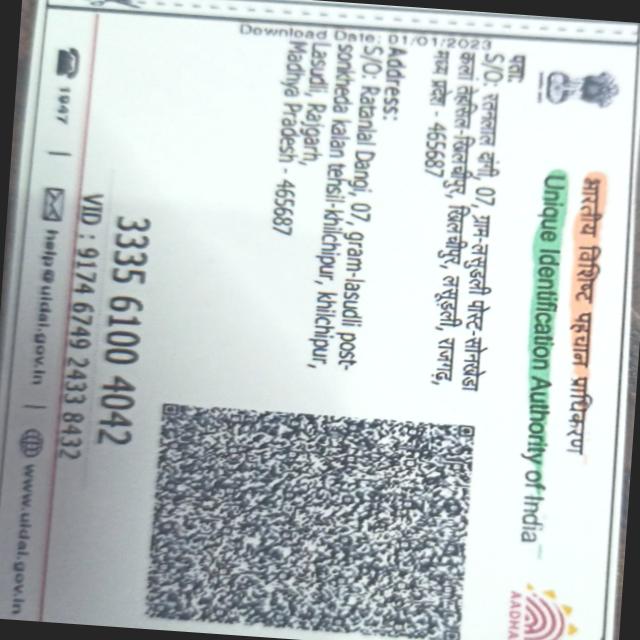 भारतीय विशिष्ट पहचान प्राधिकरण
Unique Identification Authority of India
AADH
Download Date: 01/01/2023
पता:
S/O: रतनलाल दांगी, 07, ग्राम-लसुडली पोस्ट-सोनखेडा
कलां तहसील-खिलचीपुर, खिलचीपुर, लसुडली, राजगढ़,
मध्य प्रदेश - 465687
Address:
S/O: Ratanlal Dangi, 07, gram-lasudli post-
sonkheda kalan tehsil-khilchipur, khilchipur,
Lasudli, Rajgarh,
Madhya Pradesh - 465687
3335 6100 4042
VID : 9174 6749 2433 8432
1947 | help@uidai.gov.in | www.uidai.gov.in